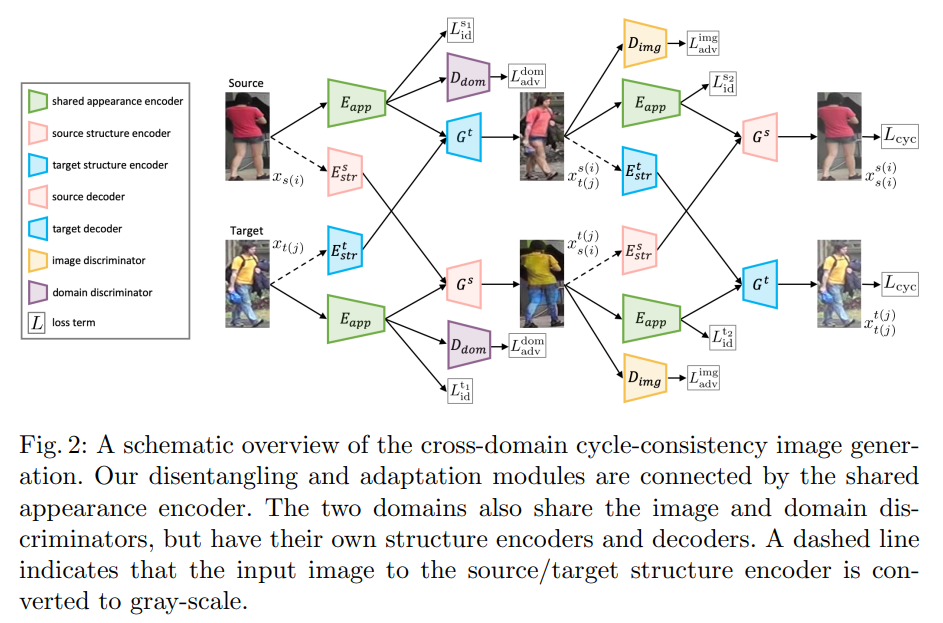 shared appearance encoder
source structure encoder
target structure encoder
source decoder
target decoder
image discriminator
domain discriminator
L loss term
Source
x_{s(i)}
Target
x_{t(j)}
E_{app}
E^s_{str}
E^t_{str}
E_{app}
L^{s_1}_{id}
D_{dom}
L^{dom}_{adv}
G^t
G^s
D_{dom}
L^{dom}_{adv}
L^{t_1}_{id}
x^{s(i)}_{t(j)}
x^{t(j)}_{s(i)}
D_{img}
L^{img}_{adv}
E_{app}
L^{s_2}_{id}
E^t_{str}
E^s_{str}
E_{app}
L^{t_2}_{id}
D_{img}
L^{img}_{adv}
G^s
G^t
x^{s(i)}_{s(i)}
L_{cyc}
x^{t(j)}_{t(j)}
L_{cyc}
Fig. 2: A schematic overview of the cross-domain cycle-consistency image gener-
ation. Our disentangling and adaptation modules are connected by the shared
appearance encoder. The two domains also share the image and domain dis-
criminators, but have their own structure encoders and decoders. A dashed line
indicates that the input image to the source/target structure encoder is con-
verted to gray-scale.